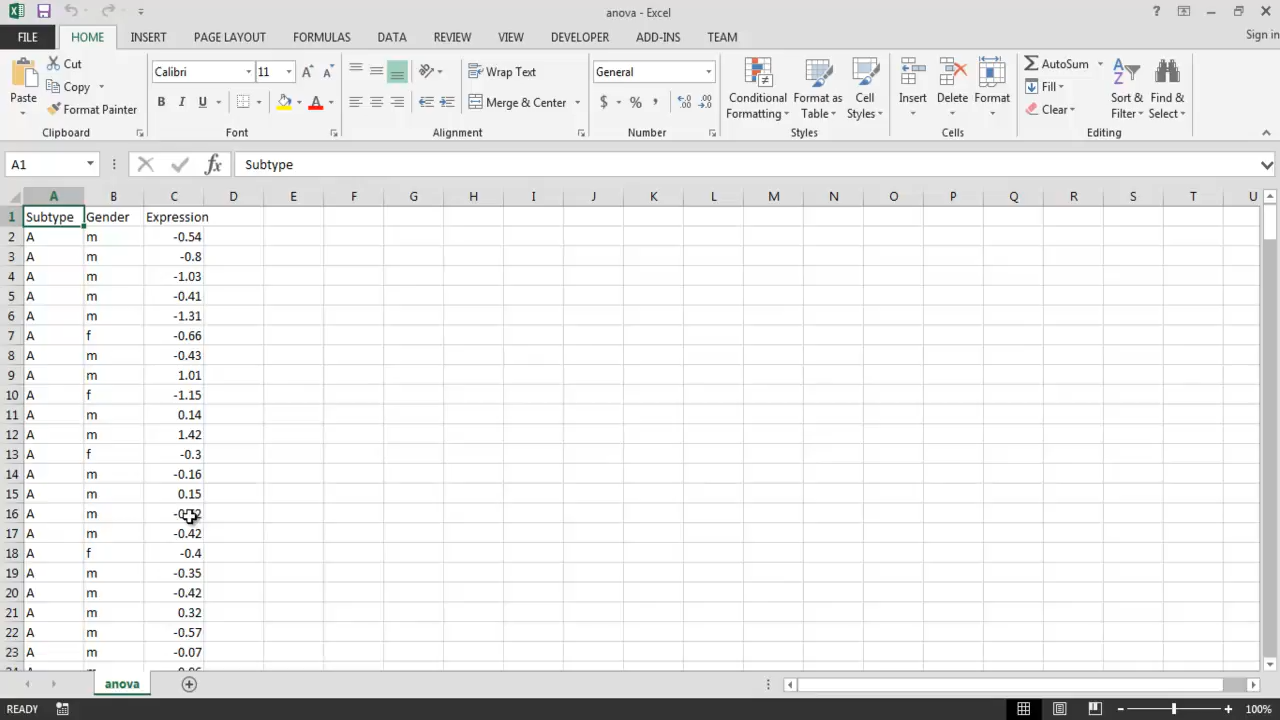 anova - Excel
? Sign in
FILE HOME INSERT PAGE LAYOUT FORMULAS DATA REVIEW VIEW DEVELOPER ADD-INS TEAM
Paste Cut Copy Format Painter Clipboard
Calibri 11 A A B I U A Font
Wrap Text Merge & Center Alignment
General $ % , Number
Conditional Formatting Format as Table Cell Styles Styles
Insert Delete Format Cells
AutoSum Fill Clear Sort & Filter Find & Select Editing
A1 fx Subtype
A B C D E F G H I J K L M N O P Q R S T U
1 Subtype Gender Expression
2 A m -0.54
3 A m -0.8
4 A m -1.03
5 A m -0.41
6 A m -1.31
7 A f -0.66
8 A m -0.43
9 A m 1.01
10 A f -1.15
11 A m 0.14
12 A m 1.42
13 A f -0.3
14 A m -0.16
15 A m 0.15
16 A m
17 A m -0.42
18 A f -0.4
19 A m -0.35
20 A m -0.42
21 A m 0.32
22 A m -0.57
23 A m -0.07
anova
READY 100%